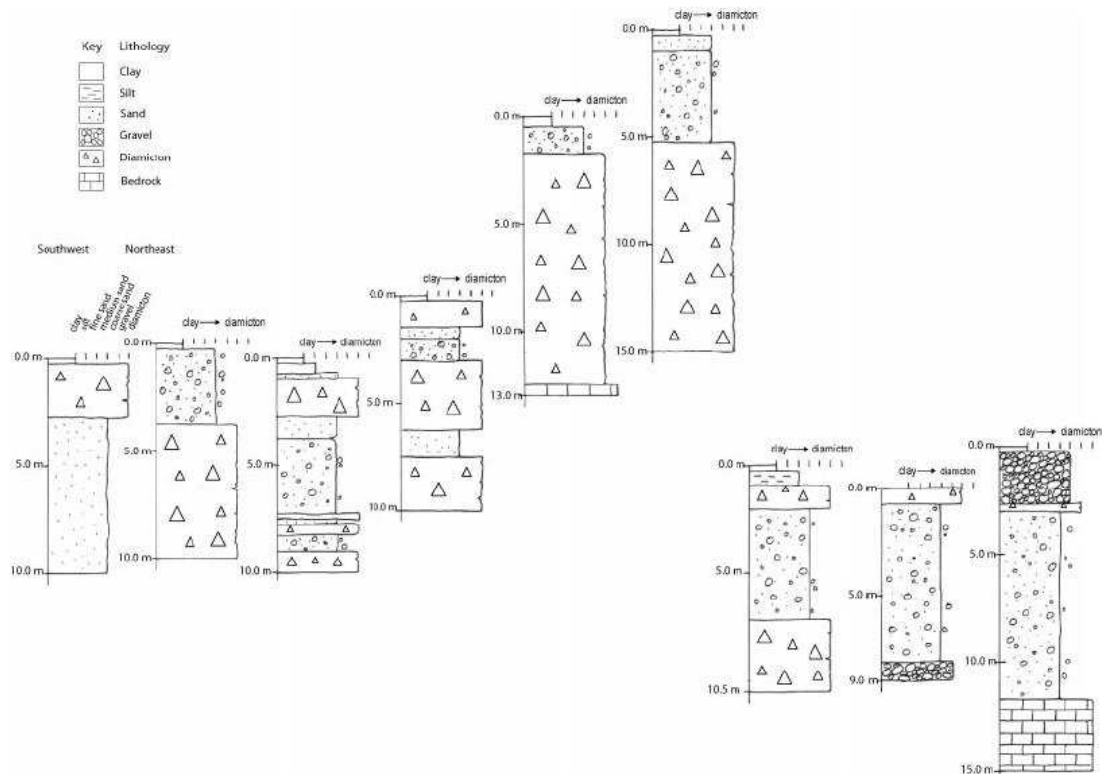 Key Lithology
Clay
Silt
Sand
Gravel
Diamicton
Bedrock
Southwest Northeast
clay
silt
fine sand
medium sand
coarse sand
gravel
diamicton
0.0 m
5.0 m
10.0 m
clay → diamicton
0.0 m
5.0 m
10.0 m
clay → diamicton
0.0 m
5.0 m
10.0 m
clay → diamicton
0.0 m
5.0 m
10.0 m
clay → diamicton
0.0 m
5.0 m
10.0 m
13.0 m
clay → diamicton
0.0 m
5.0 m
10.0 m
15.0 m
clay → diamicton
0.0 m
5.0 m
10.5 m
clay → diamicton
0.0 m
5.0 m
9.0 m
clay → diamicton
0.0 m
5.0 m
10.0 m
15.0 m